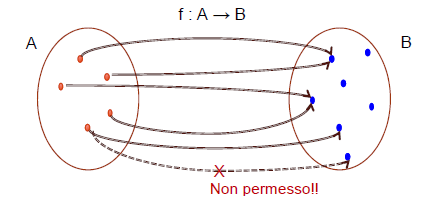 f : A → B
A
B
X
Non permesso!!